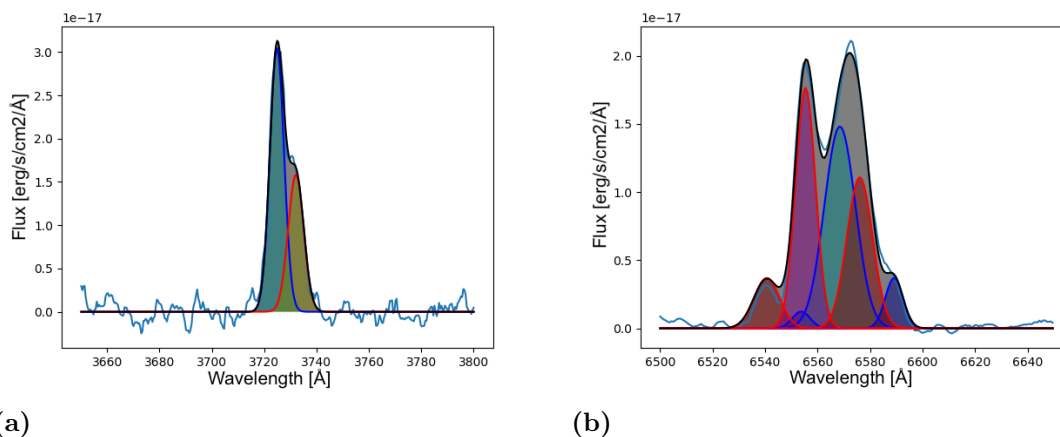 1e−17
3.0
2.5
2.0
1.5
1.0
0.5
0.0
Flux [erg/s/cm2/Å]
3660 3680 3700 3720 3740 3760 3780 3800
Wavelength [Å]
(a)
1e−17
2.0
1.5
1.0
0.5
0.0
Flux [erg/s/cm2/Å]
6500 6520 6540 6560 6580 6600 6620 6640
Wavelength [Å]
(b)